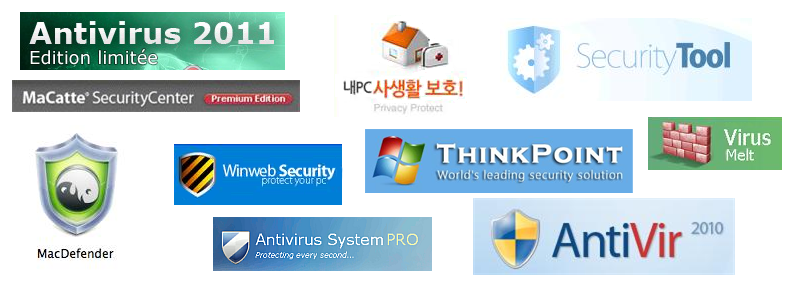 Antivirus 2011
Edition limitée
내PC 사생활 보호!
Privacy Protect
SecurityTool
MaCatte® SecurityCenter Premium Edition
MacDefender
Winweb Security
protect your pc
THINKPOINT
World's leading security solution
Virus
Melt
Antivirus System PRO
Protecting every second...
AntiVir 2010